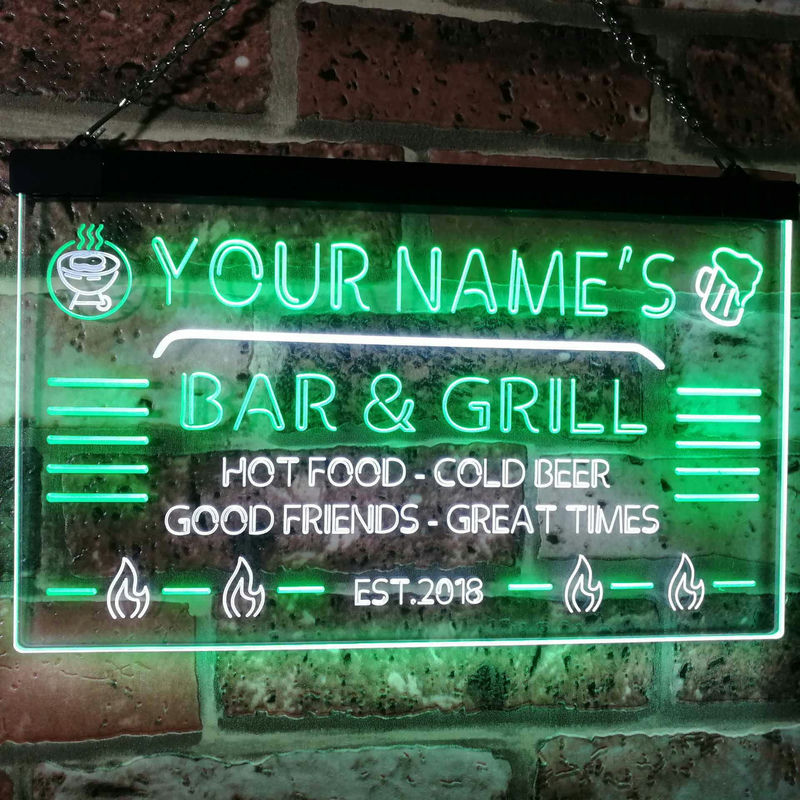 YOUR NAME'S
BAR & GRILL
HOT FOOD - COLD BEER
GOOD FRIENDS - GREAT TIMES
EST.2018